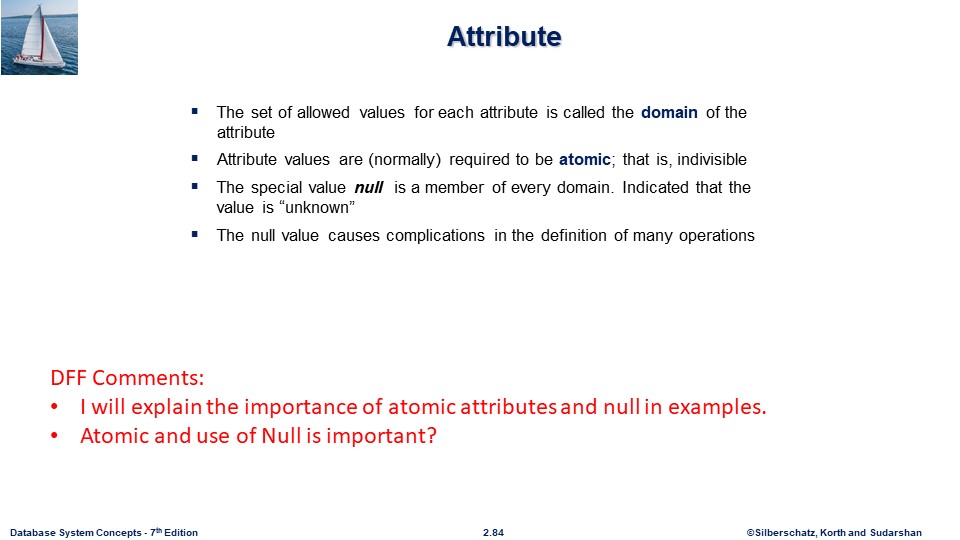 Attribute
▪ The set of allowed values for each attribute is called the domain of the
attribute
▪ Attribute values are (normally) required to be atomic; that is, indivisible
▪ The special value null is a member of every domain. Indicated that the
value is “unknown”
▪ The null value causes complications in the definition of many operations
DFF Comments:
• I will explain the importance of atomic attributes and null in examples.
• Atomic and use of Null is important?
Database System Concepts - 7th Edition 2.84 ©Silberschatz, Korth and Sudarshan